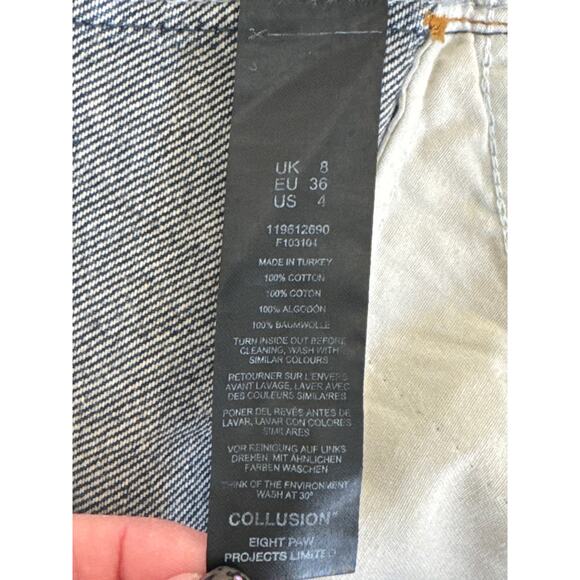 UK 8
EU 36
US 4
119612690
F103104
MADE IN TURKEY
100% COTTON
100% COTON
100% ALGODÓN
100% BAUMWOLLE
TURN INSIDE OUT BEFORE
CLEANING, WASH WITH
SIMILAR COLOURS
RETOURNER SUR L'ENVERS
AVANT LAVAGE, LAVER AVEC
DES COULEURS SIMILAIRES
PONER DEL REVÉS ANTES DE
LAVAR, LAVAR CON COLORES
SIMILARES
VOR REINIGUNG AUF LINKS
DREHEN, MIT ÄHNLICHEN
FARBEN WASCHEN
THINK OF THE ENVIRONMENT
WASH AT 30°
COLLUSION™
EIGHT PAW
PROJECTS LIMITED